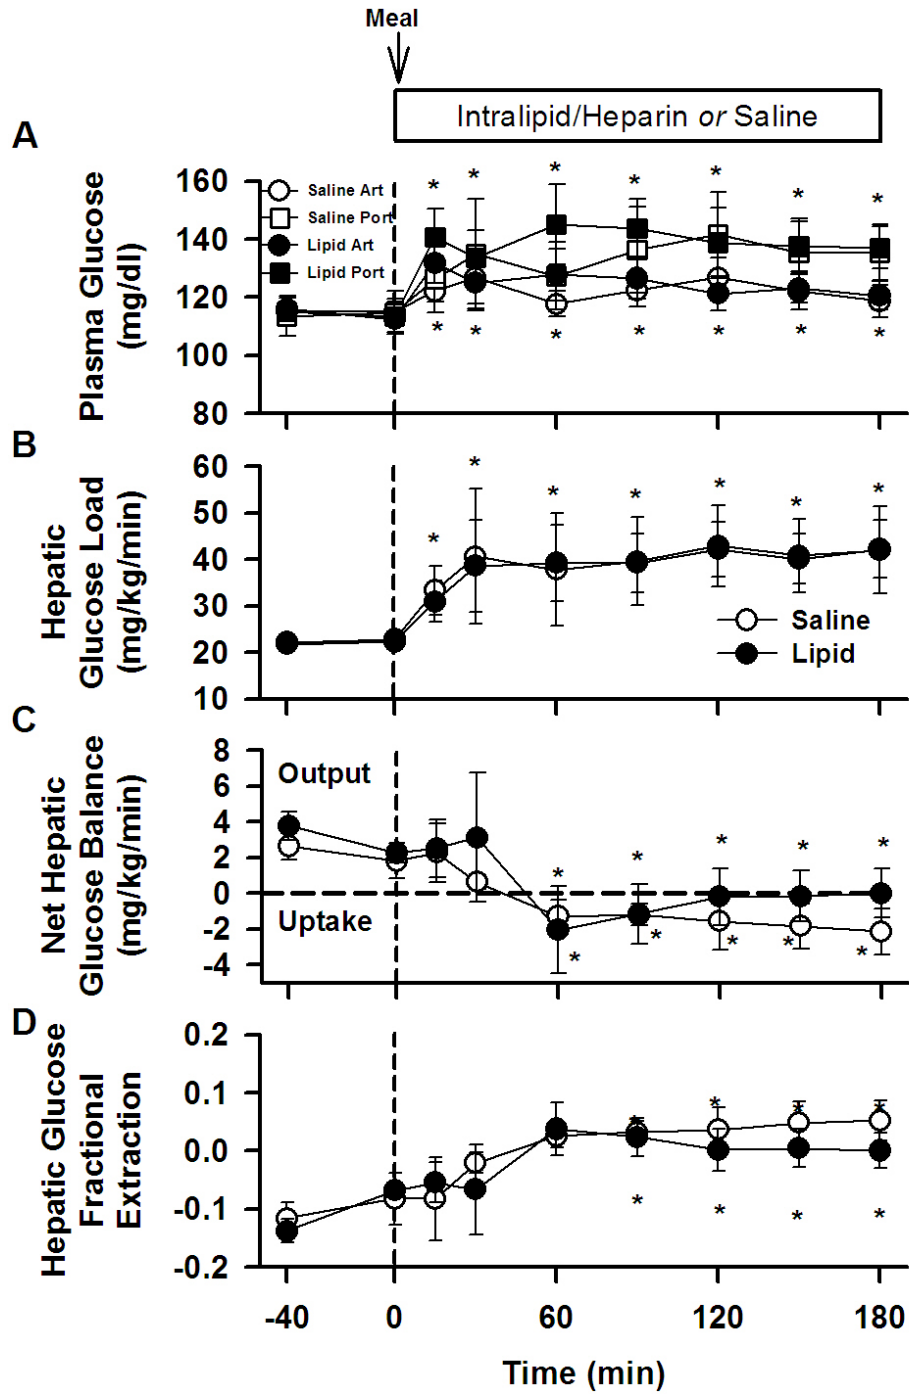 Meal
Intralipid/Heparin or Saline
A
Plasma Glucose
(mg/dl)
160
140
120
100
80
Saline Art
Saline Port
Lipid Art
Lipid Port
* * * * * * *
* * * * * * *
B
Hepatic
Glucose Load
(mg/kg/min)
60
50
40
30
20
10
* * * * * * *
Saline
Lipid
C
Net Hepatic
Glucose Balance
(mg/kg/min)
8
6
4
2
0
-2
-4
Output
Uptake
* * * * *
* * * * *
D
Hepatic Glucose
Fractional
Extraction
0.2
0.1
0.0
-0.1
-0.2
* * * *
* * * *
-40 0 60 120 180
Time (min)